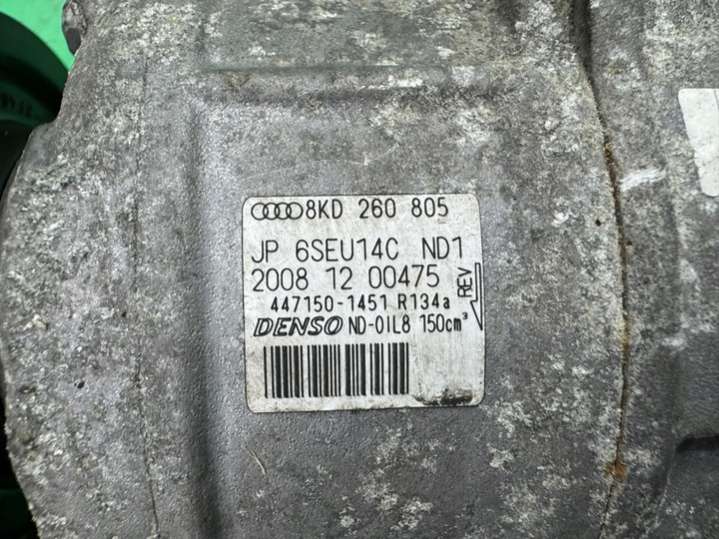 8KD 260 805
JP 6SEU14C ND1
2008 12 00475
REV
447150-1451 R134a
DENSO ND-OIL8 150cm³